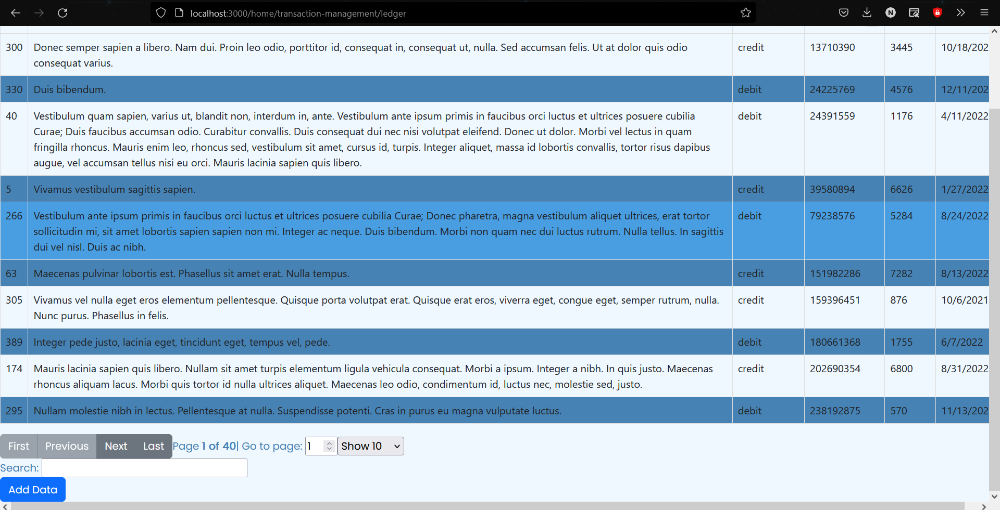 localhost:3000/home/transaction-management/ledger
300 Donec semper sapien a libero. Nam dui. Proin leo odio, porttitor id, consequat in, consequat ut, nulla. Sed accumsan felis. Ut at dolor quis odio credit 13710390 3445 10/18/202
consequat varius.
330 Duis bibendum. debit 24225769 4576 12/11/202
40 Vestibulum quam sapien, varius ut, blandit non, interdum in, ante. Vestibulum ante ipsum primis in faucibus orci luctus et ultrices posuere cubilia debit 24391559 1176 4/11/2022
Curae; Duis faucibus accumsan odio. Curabitur convallis. Duis consequat dui nec nisi volutpat eleifend. Donec ut dolor. Morbi vel lectus in quam
fringilla rhoncus. Mauris enim leo, rhoncus sed, vestibulum sit amet, cursus id, turpis. Integer aliquet, massa id lobortis convallis, tortor risus dapibus
augue, vel accumsan tellus nisi eu orci. Mauris lacinia sapien quis libero.
5 Vivamus vestibulum sagittis sapien. credit 39580894 6626 1/27/2022
266 Vestibulum ante ipsum primis in faucibus orci luctus et ultrices posuere cubilia Curae; Donec pharetra, magna vestibulum aliquet ultrices, erat tortor debit 79238576 5284 8/24/2022
sollicitudin mi, sit amet lobortis sapien sapien non mi. Integer ac neque. Duis bibendum. Morbi non quam nec dui luctus rutrum. Nulla tellus. In sagittis
dui vel nisl. Duis ac nibh.
63 Maecenas pulvinar lobortis est. Phasellus sit amet erat. Nulla tempus. credit 151982286 7282 8/13/2022
305 Vivamus vel nulla eget eros elementum pellentesque. Quisque porta volutpat erat. Quisque erat eros, viverra eget, congue eget, semper rutrum, nulla. credit 159396451 876 10/6/2021
Nunc purus. Phasellus in felis.
389 Integer pede justo, lacinia eget, tincidunt eget, tempus vel, pede. debit 180661368 1755 6/7/2022
174 Mauris lacinia sapien quis libero. Nullam sit amet turpis elementum ligula vehicula consequat. Morbi a ipsum. Integer a nibh. In quis justo. Maecenas credit 202690354 6800 8/31/2022
rhoncus aliquam lacus. Morbi quis tortor id nulla ultrices aliquet. Maecenas leo odio, condimentum id, luctus nec, molestie sed, justo.
295 Nullam molestie nibh in lectus. Pellentesque at nulla. Suspendisse potenti. Cras in purus eu magna vulputate luctus. debit 238192875 570 11/13/202
First Previous Next Last Page 1 of 40| Go to page: 1 Show 10
Search:
Add Data